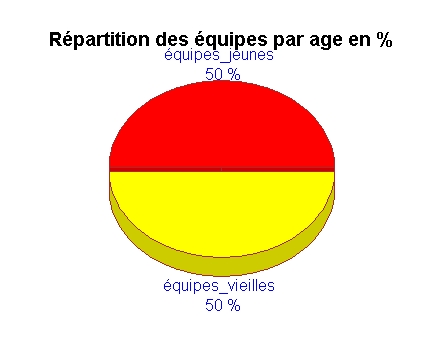 Répartition des équipes par age en %
équipes_jeunes
50 %
équipes_vieilles
50 %